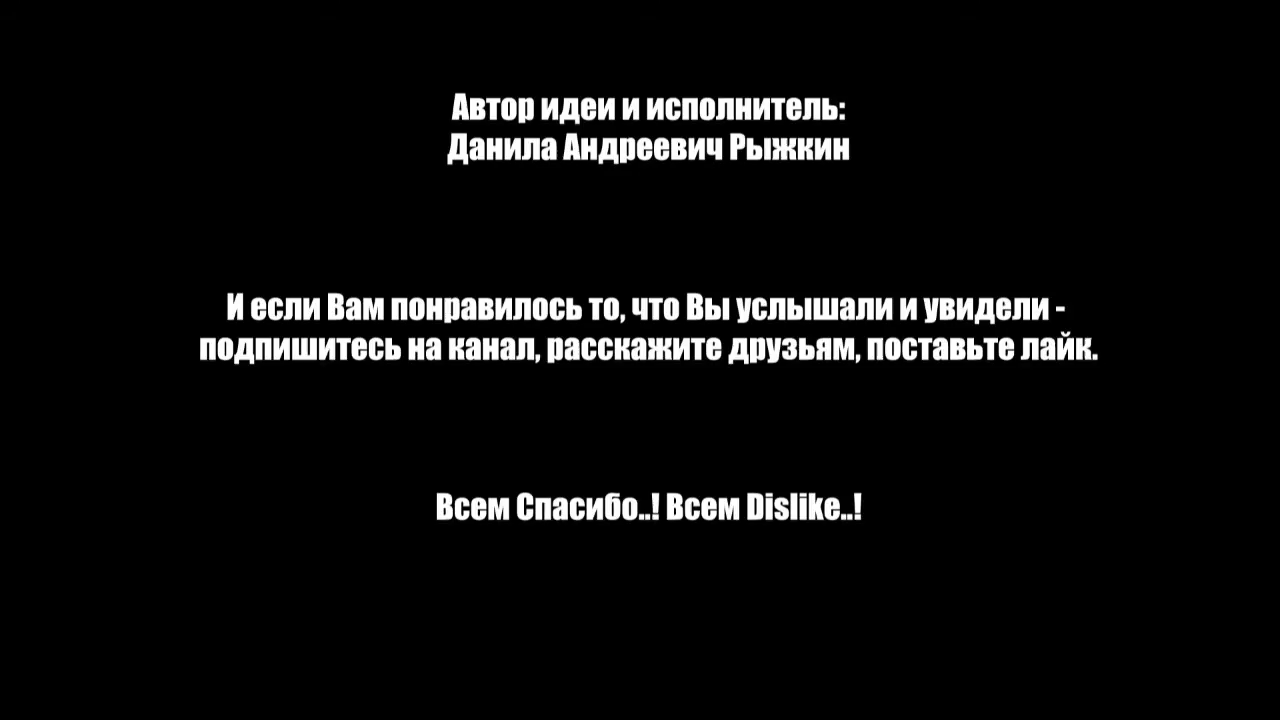 Автор идеи и исполнитель:
Данила Андреевич Рыжкин
И если Вам понравилось то, что Вы услышали и увидели -
подпишитесь на канал, расскажите друзьям, поставьте лайк.
Всем Спасибо..! Всем Dislike..!